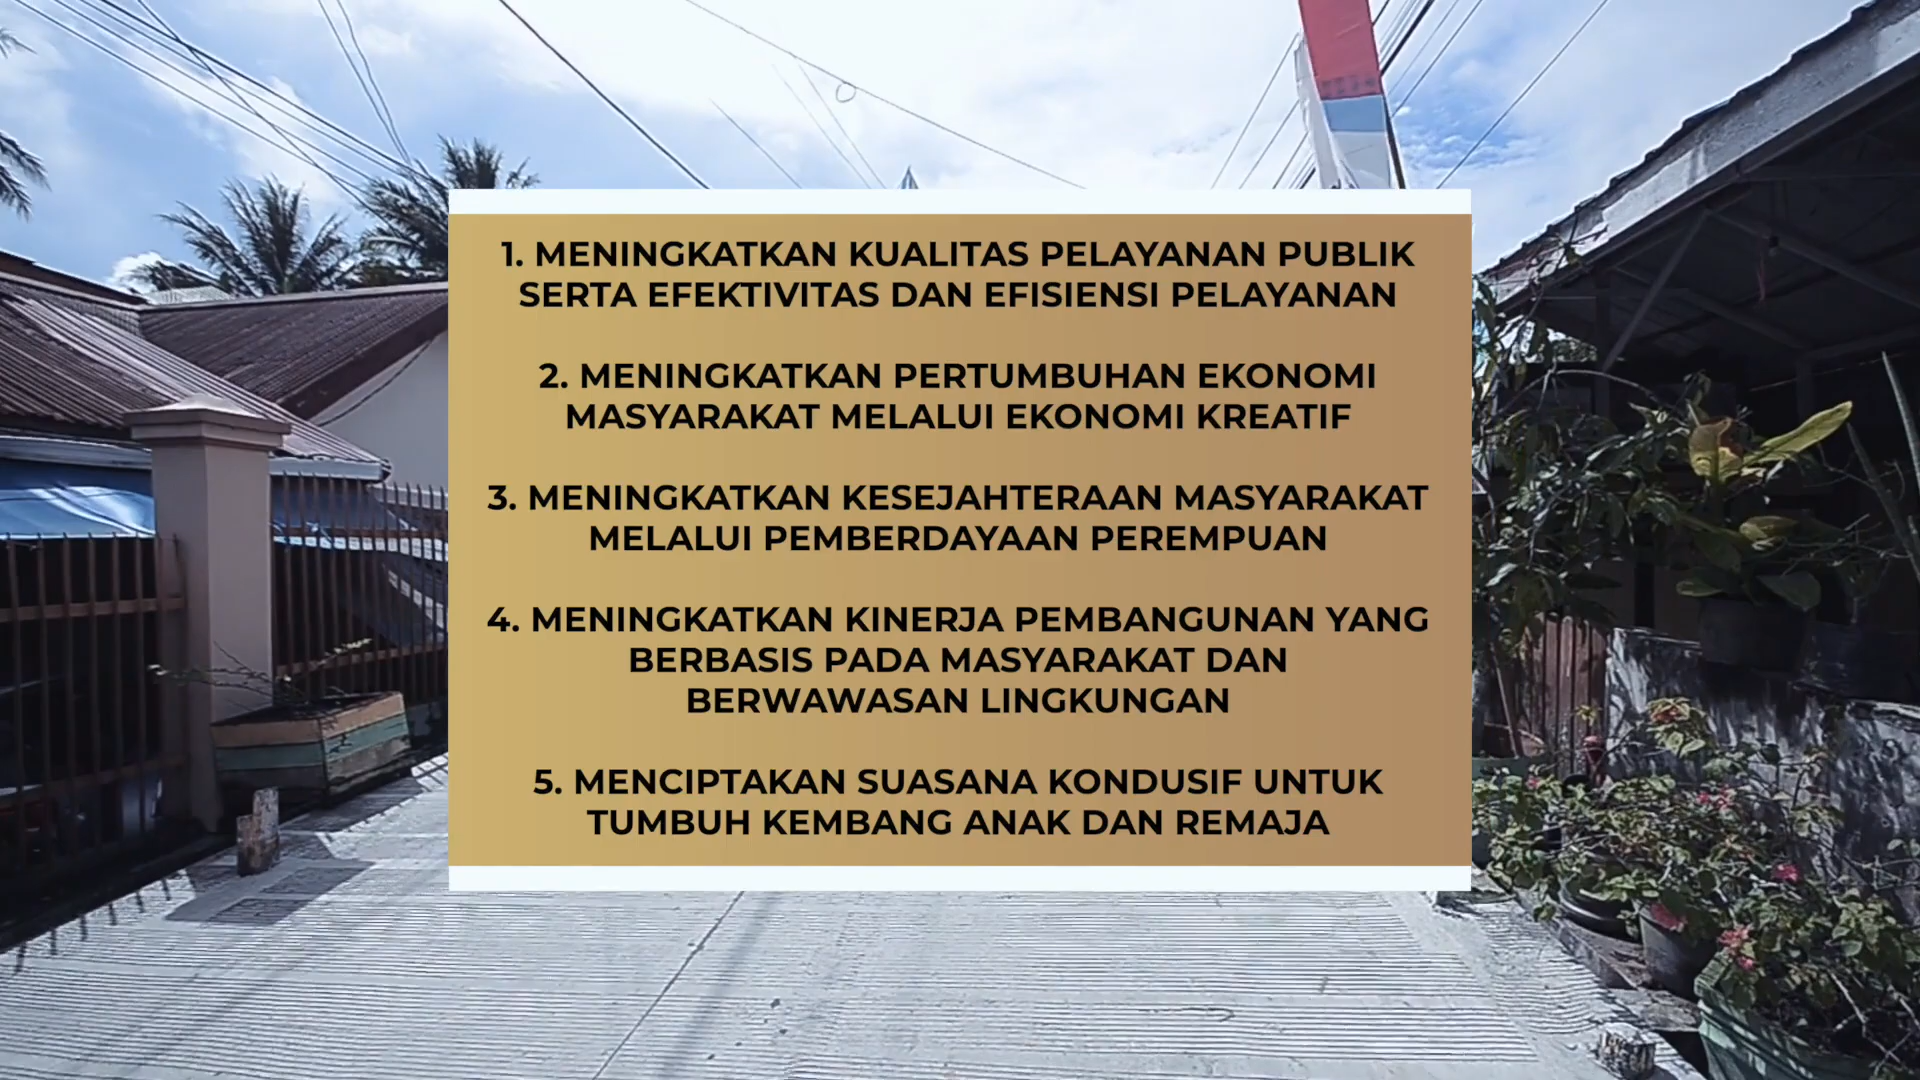 1. MENINGKATKAN KUALITAS PELAYANAN PUBLIK
SERTA EFEKTIVITAS DAN EFISIENSI PELAYANAN
2. MENINGKATKAN PERTUMBUHAN EKONOMI
MASYARAKAT MELALUI EKONOMI KREATIF
3. MENINGKATKAN KESEJAHTERAAN MASYARAKAT
MELALUI PEMBERDAYAAN PEREMPUAN
4. MENINGKATKAN KINERJA PEMBANGUNAN YANG
BERBASIS PADA MASYARAKAT DAN
BERWAWASAN LINGKUNGAN
5. MENCIPTAKAN SUASANA KONDUSIF UNTUK
TUMBUH KEMBANG ANAK DAN REMAJA